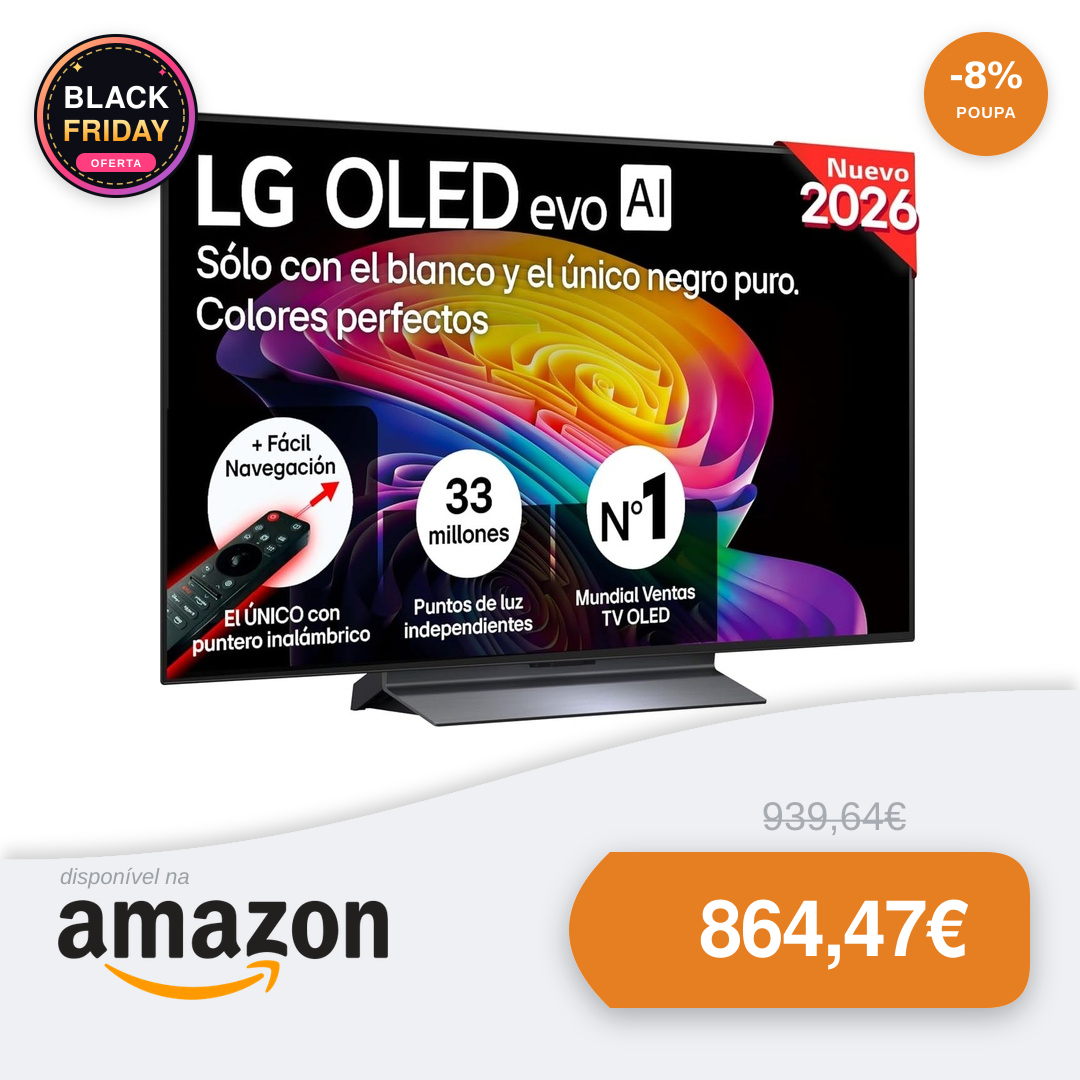 BLACK
FRIDAY
OFERTA
-8%
POUPA
Nuevo
2026
LG OLED evo AI
Sólo con el blanco y el único negro puro.
Colores perfectos
+ Fácil
Navegación
El ÚNICO con
puntero inalámbrico
33
millones
Puntos de luz
independientes
Nº1
Mundial Ventas
TV OLED
939,64€
864,47€
disponível na
amazon